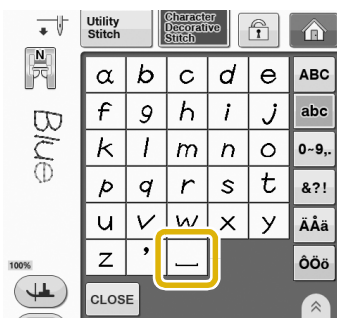 Utility Stitch
Character Decorative Stitch
N
Blue
100%
a b c d e ABC
f g h i j abc
k l m n o 0~9,.
p q r s t &?!
u v w x y ÄÅä
z ' ⎵ ÔÖö
CLOSE